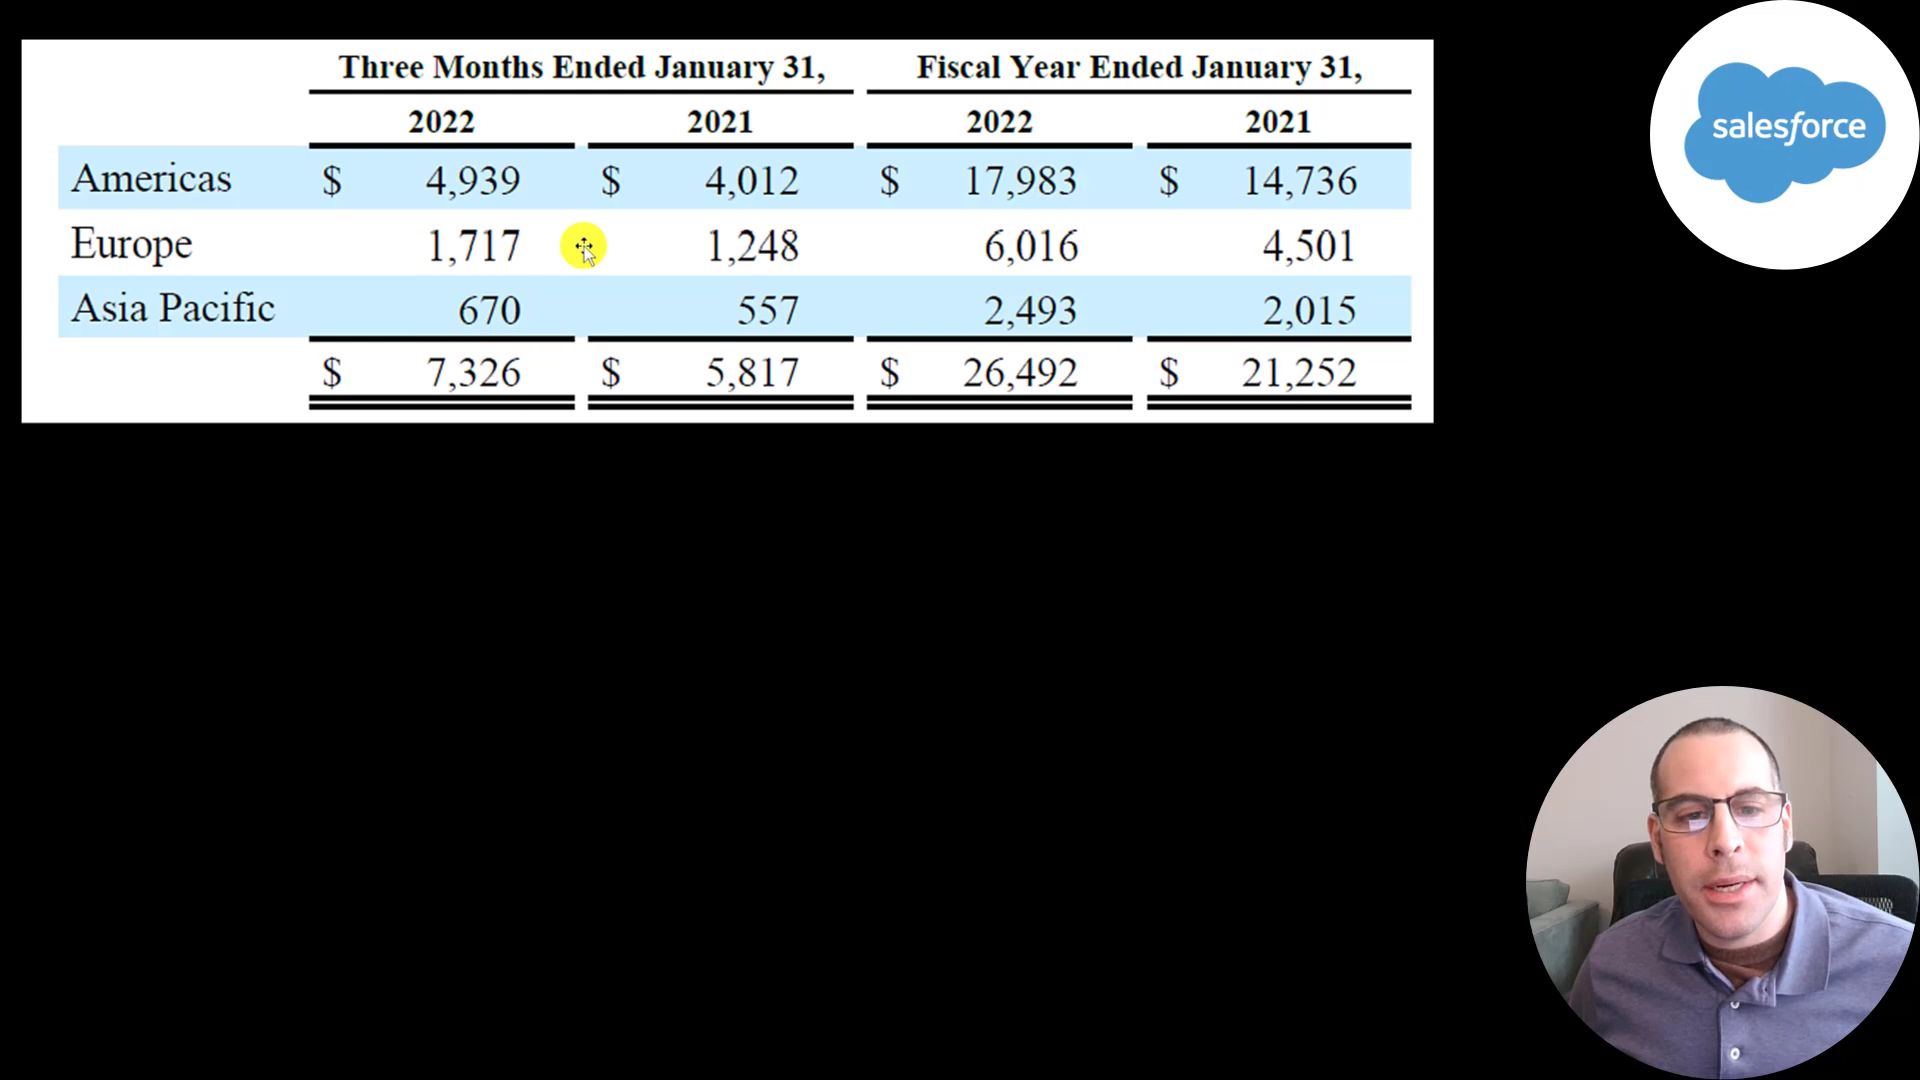 Three Months Ended January 31, Fiscal Year Ended January 31,
2022 2021 2022 2021
Americas $ 4,939 $ 4,012 $ 17,983 $ 14,736
Europe 1,717 1,248 6,016 4,501
Asia Pacific 670 557 2,493 2,015
$ 7,326 $ 5,817 $ 26,492 $ 21,252
salesforce